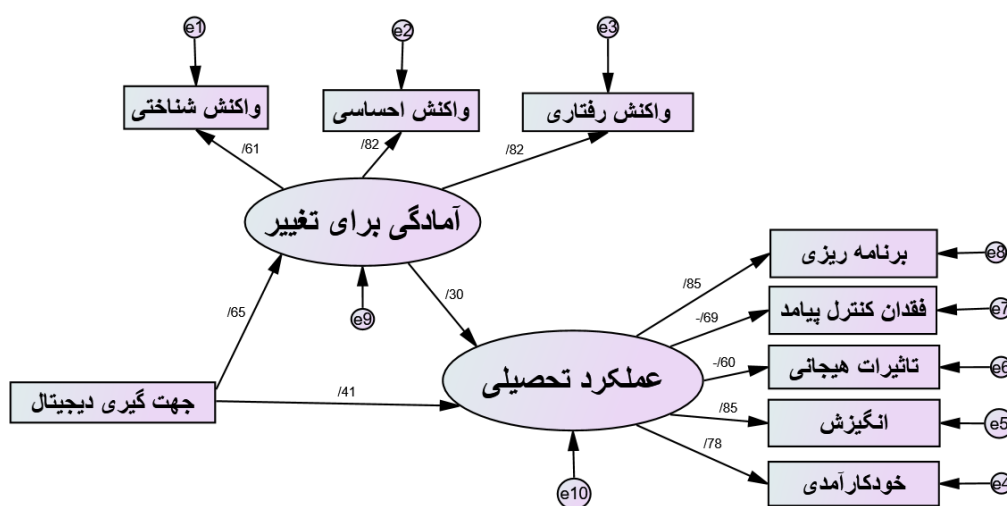 e1
e2
e3
واکنش شناختی
واکنش احساسی
واکنش رفتاری
/61
/82
/82
آمادگی برای تغییر
e9
/65
/30
جهت گیری دیجیتال
/41
عملکرد تحصیلی
e10
/85
-/69
-/60
/85
/78
برنامه ریزی
e8
فقدان کنترل پیامد
e7
تاثیرات هیجانی
e6
انگیزش
e5
خودکارآمدی
e4